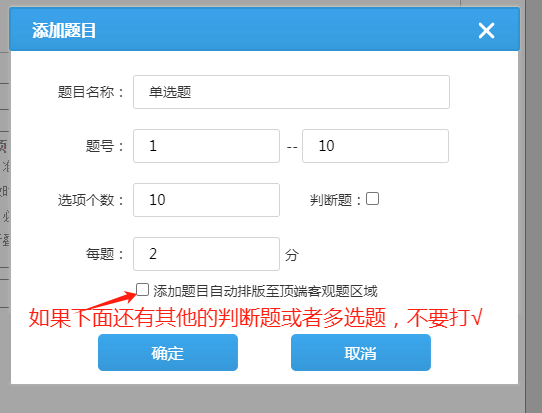 添加题目
题目名称： 单选题
题号： 1 -- 10
选项个数： 10 判断题：
每题： 2 分
添加题目自动排版至顶端客观题区域
如果下面还有其他的判断题或者多选题，不要打√
确定 取消